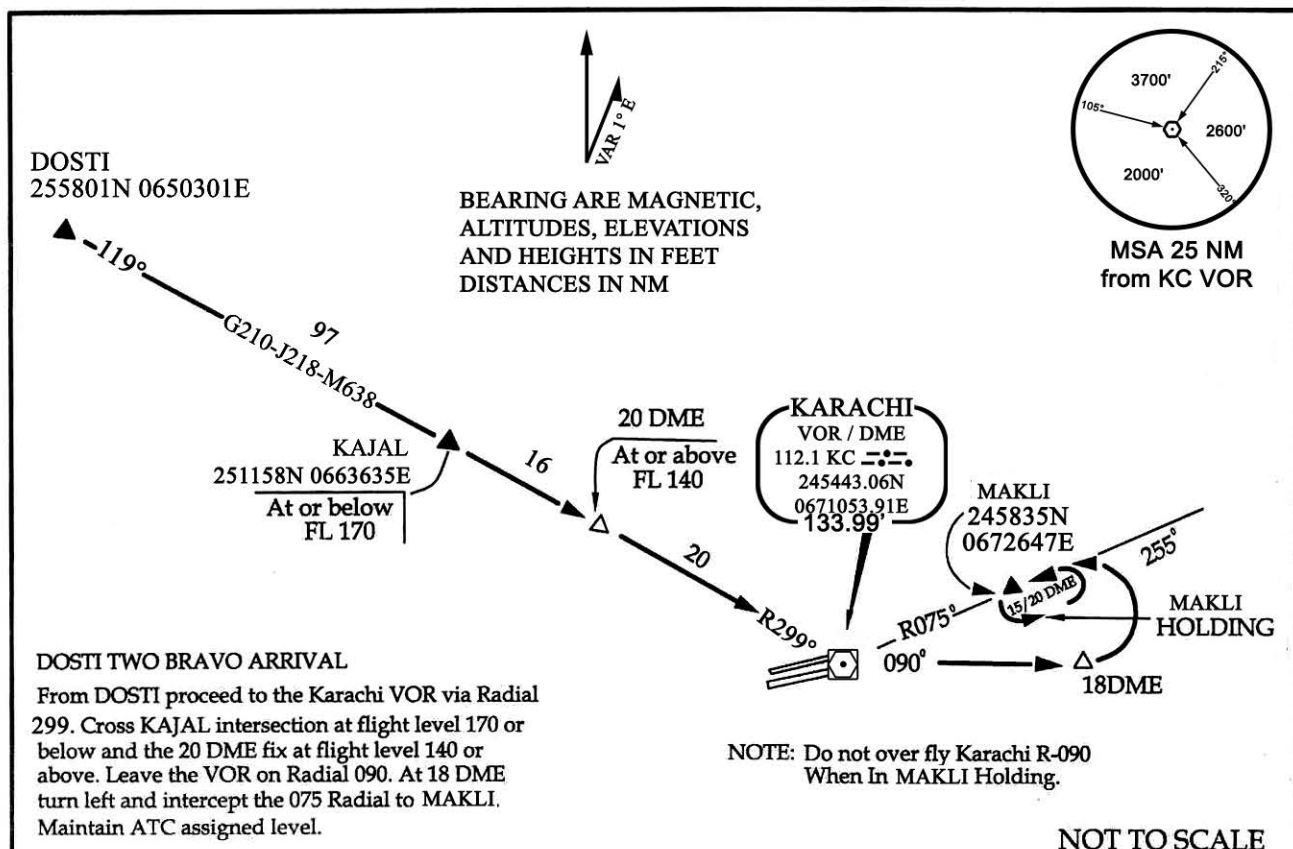 DOSTI
255801N 0650301E
119°
97
G210-J218-M638
VAR 1° E
BEARING ARE MAGNETIC,
ALTITUDES, ELEVATIONS
AND HEIGHTS IN FEET
DISTANCES IN NM
3700'
215°
105°
2600'
2000'
320°
MSA 25 NM
from KC VOR
KAJAL
251158N 0663635E
At or below
FL 170
16
20 DME
At or above
FL 140
20
R299°
KARACHI
VOR / DME
112.1 KC
245443.06N
0671053.91E
133.99'
MAKLI
245835N
0672647E
255°
R075°
15/20 DME
MAKLI
HOLDING
090°
18DME
DOSTI TWO BRAVO ARRIVAL
From DOSTI proceed to the Karachi VOR via Radial
299. Cross KAJAL intersection at flight level 170 or
below and the 20 DME fix at flight level 140 or
above. Leave the VOR on Radial 090. At 18 DME
turn left and intercept the 075 Radial to MAKLI.
Maintain ATC assigned level.
NOTE: Do not over fly Karachi R-090
When In MAKLI Holding.
NOT TO SCALE